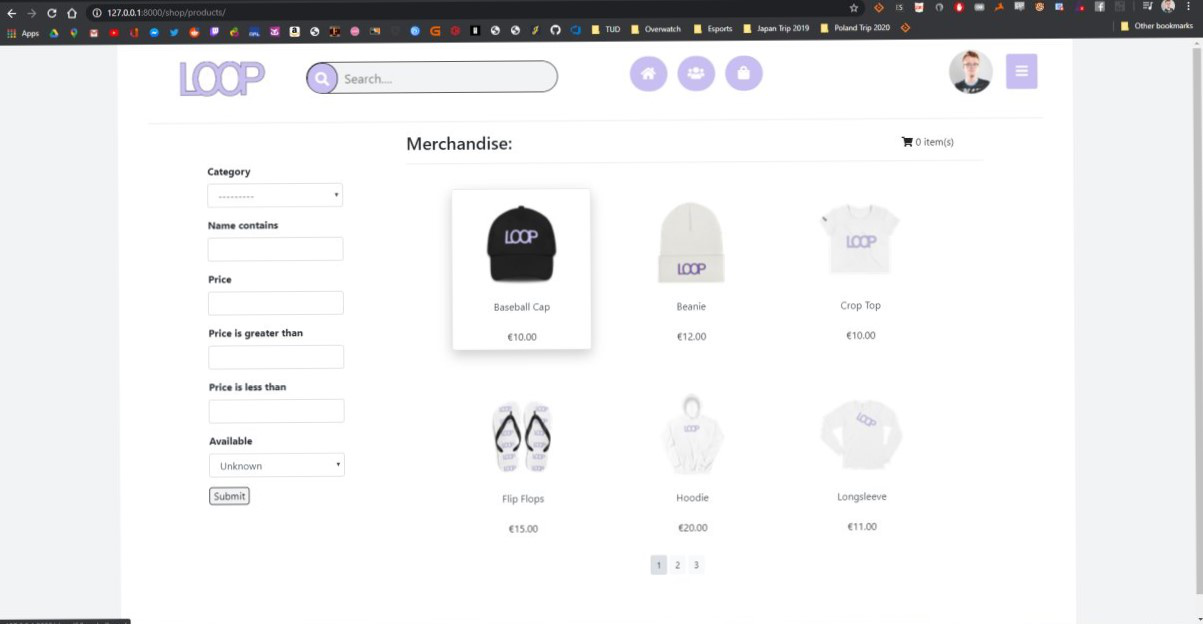 127.0.0.1:8000/shop/products/
Apps
TUD
Overwatch
Esports
Japan Trip 2019
Poland Trip 2020
Other bookmarks
LOOP
Search....
Merchandise:
0 item(s)
Category
---------
Name contains
Price
Price is greater than
Price is less than
Available
Unknown
Submit
LOOP
LOOP
LOOP
Baseball Cap
Beanie
Crop Top
€10.00
€12.00
€10.00
LOOP
LOOP
LOOP
Flip Flops
Hoodie
Longsleeve
€15.00
€20.00
€11.00
1 2 3